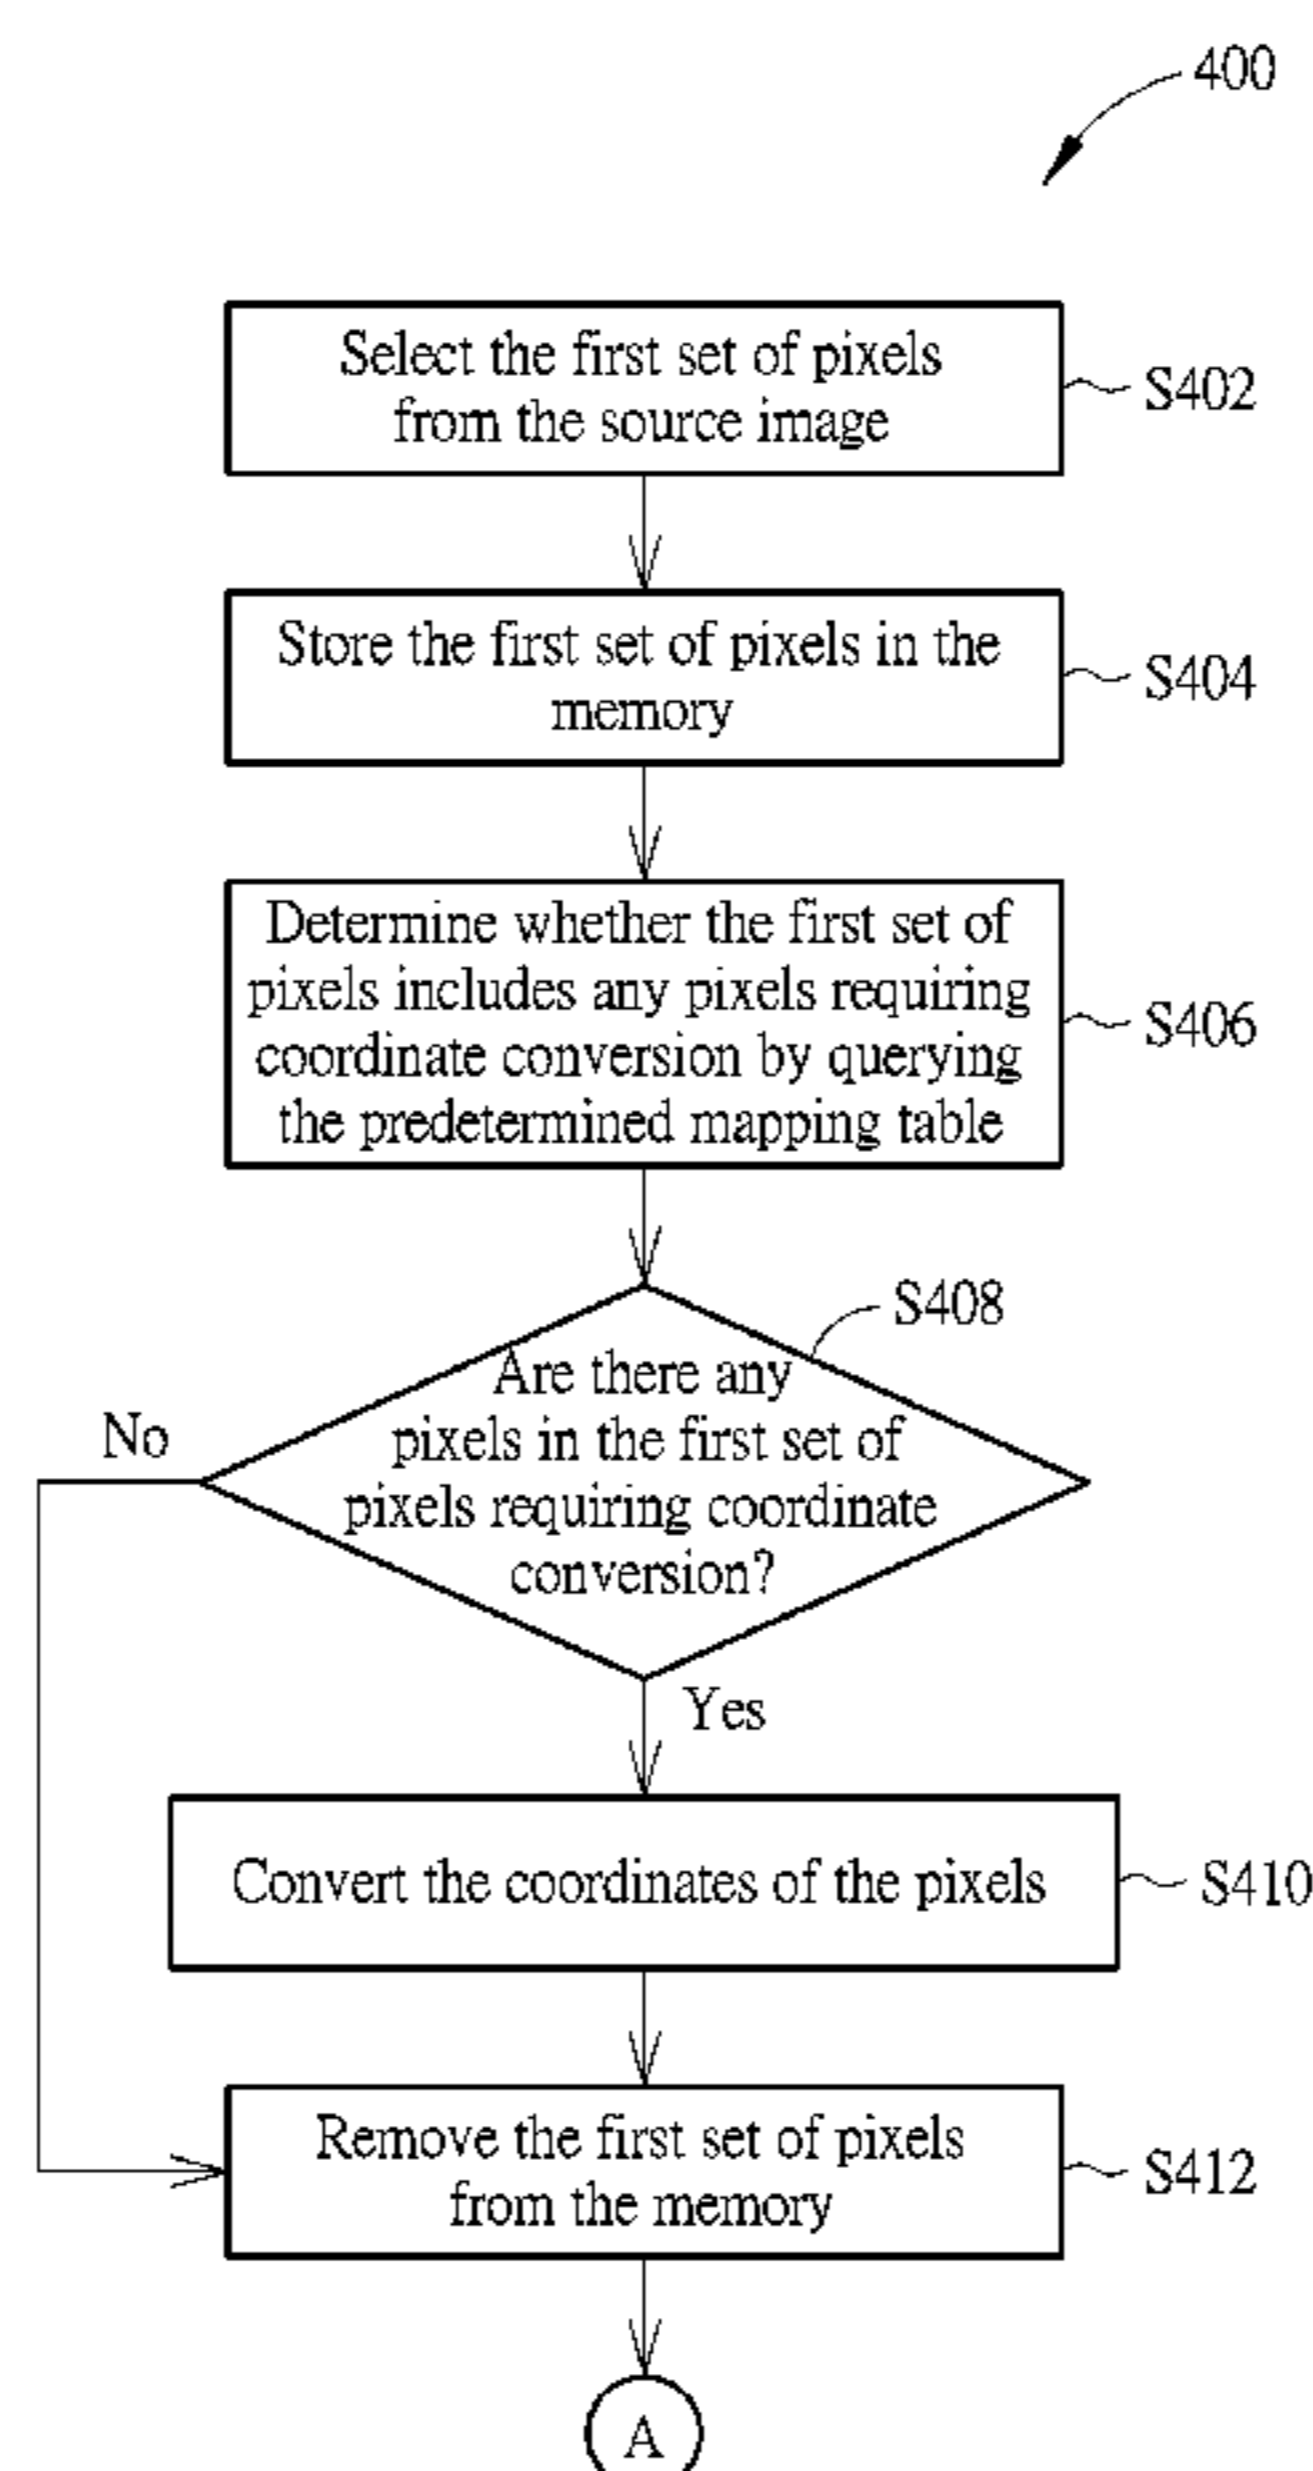 400
Select the first set of pixels
from the source image
S402
Store the first set of pixels in the
memory
S404
Determine whether the first set of
pixels includes any pixels requiring
coordinate conversion by querying
the predetermined mapping table
S406
S408
Are there any
pixels in the first set of
pixels requiring coordinate
conversion?
No
Yes
Convert the coordinates of the pixels
S410
Remove the first set of pixels
from the memory
S412
A